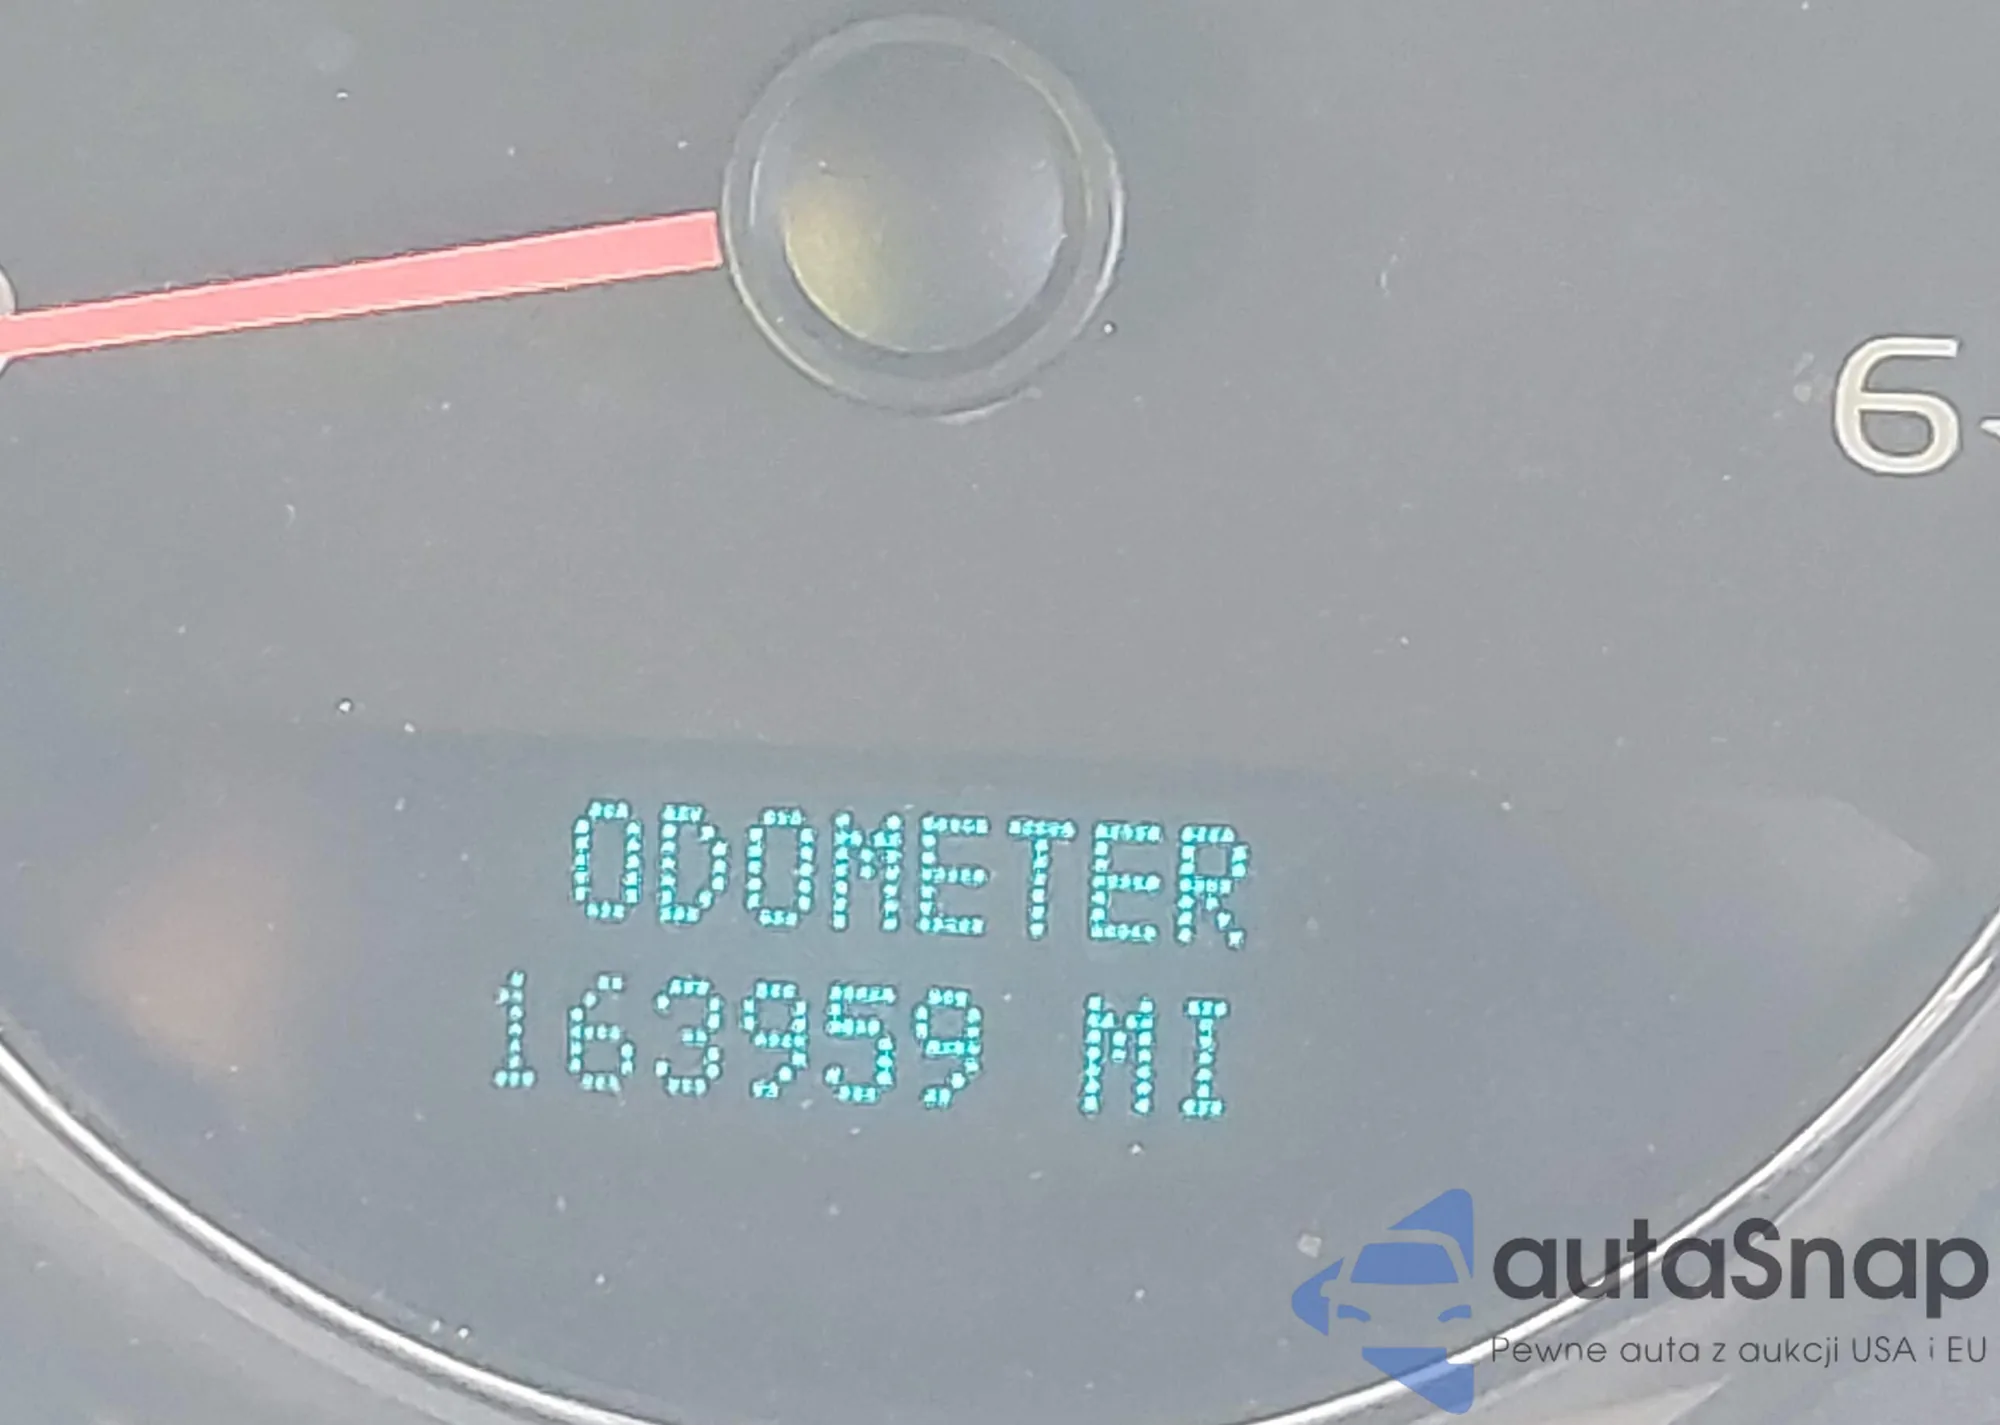 6
ODOMETER
163959 MI
autaSnap
Pewne auta z aukcji USA i EU